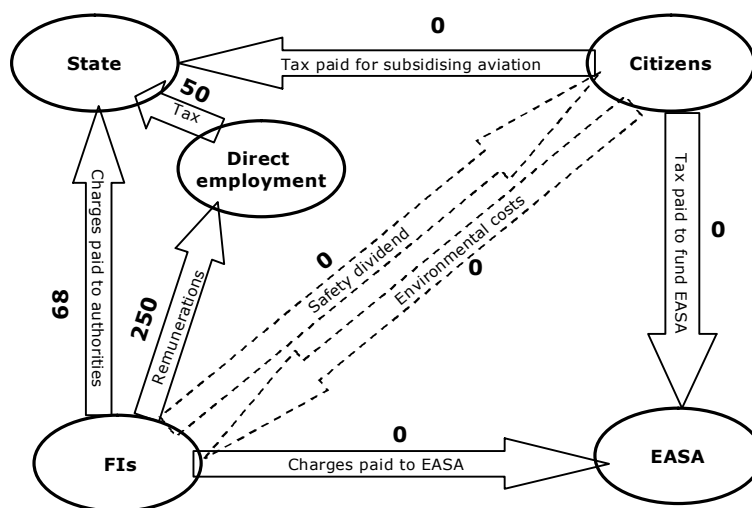 0
State
Tax paid for subsidising aviation
Citizens
50
Tax
Direct
employment
Charges paid to authorities
68
250
Remunerations
0
Safety dividend
Environmental costs
0
Tax paid to fund EASA
0
FIs
0
Charges paid to EASA
EASA